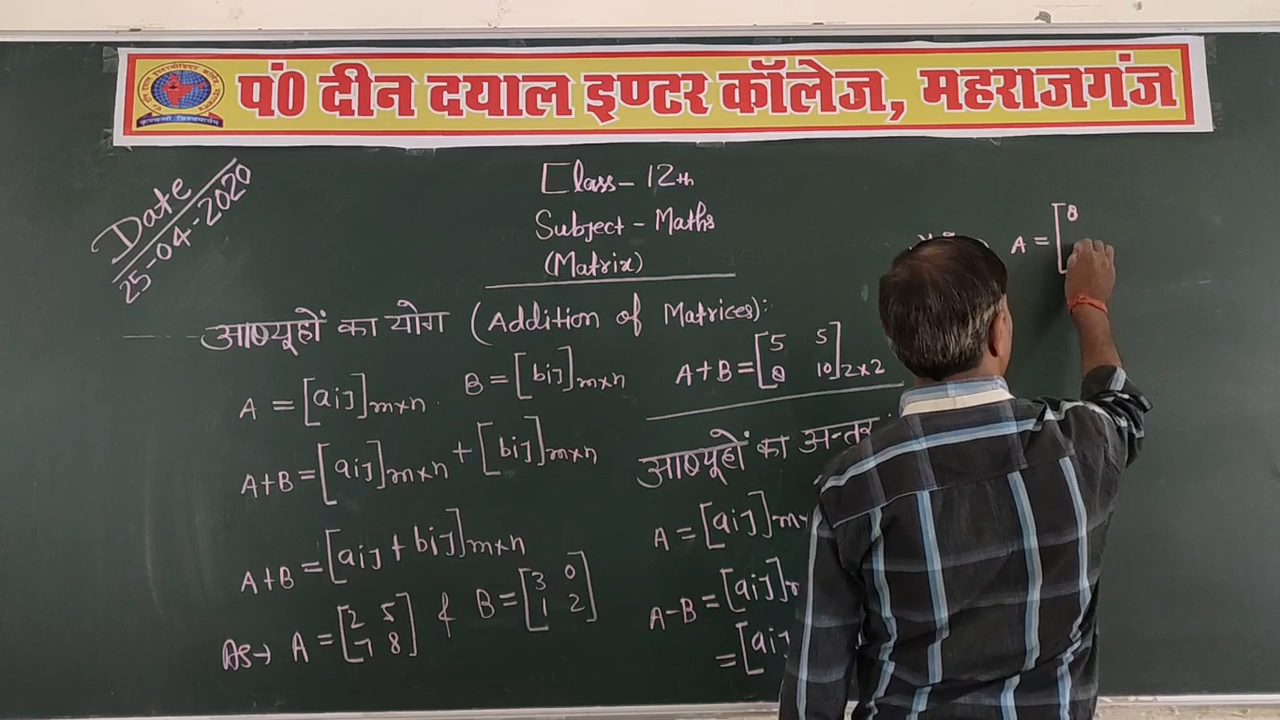 पं0 दीन दयाल इण्टर कॉलेज, महराजगंज
Date
25-04-2020
Class - 12th
Subject - Maths
(Matrix)
आव्यूहों का योग (Addition of Matrices):
A = [aij]m×n B = [bij]m×n
A+B = [aij]m×n + [bij]m×n
A+B = [aij + bij]m×n
As→ A = [2 5
7 8] & B = [3 0
1 2]
A+B = [5 5
8 10]2×2
आव्यूहों का अन्तर
A = [aij]m×
A-B = [aij]
= [aij
A = [8